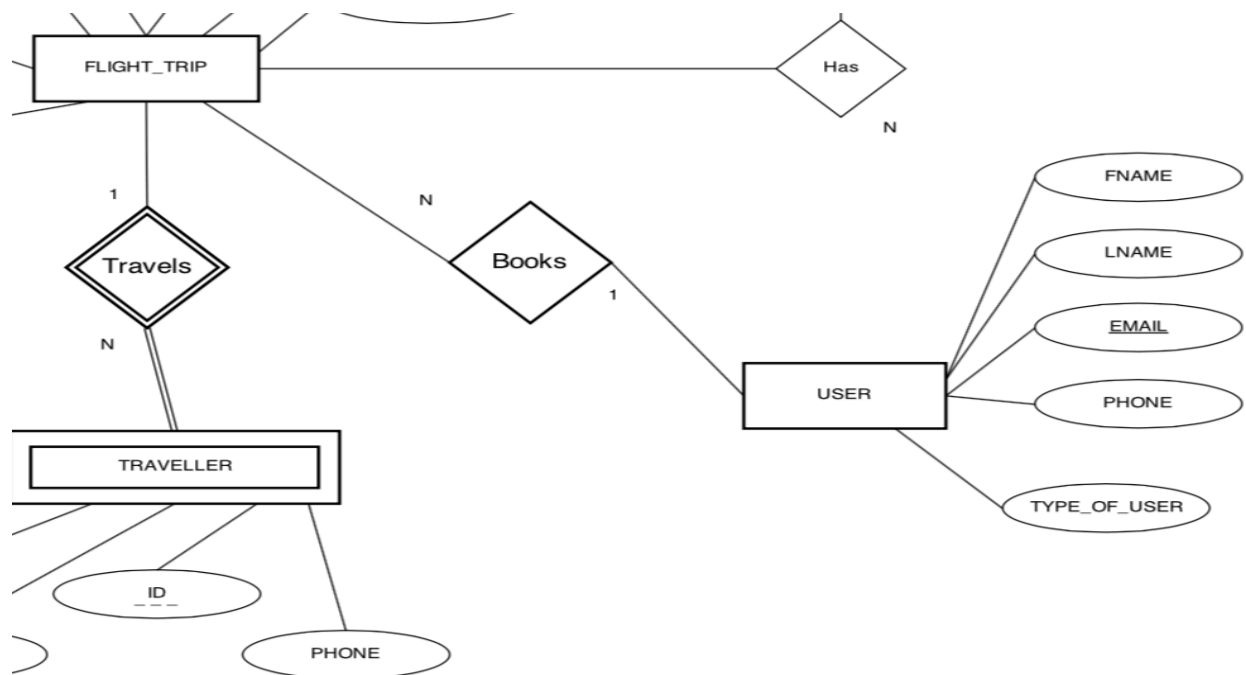 FLIGHT_TRIP
Has
N
1
N
FNAME
Travels
Books
LNAME
1
N
EMAIL
USER
PHONE
TRAVELLER
TYPE_OF_USER
ID
PHONE